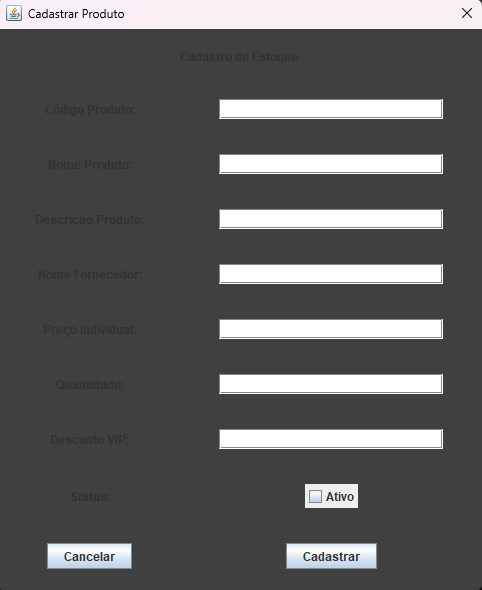 Cadastrar Produto
Cadastro de Estoque
Código Produto:
Nome Produto:
Descricao Produto:
Nome Fornecedor:
Preço Individual:
Quantidade:
Desconto VIP:
Status:
Ativo
Cancelar
Cadastrar